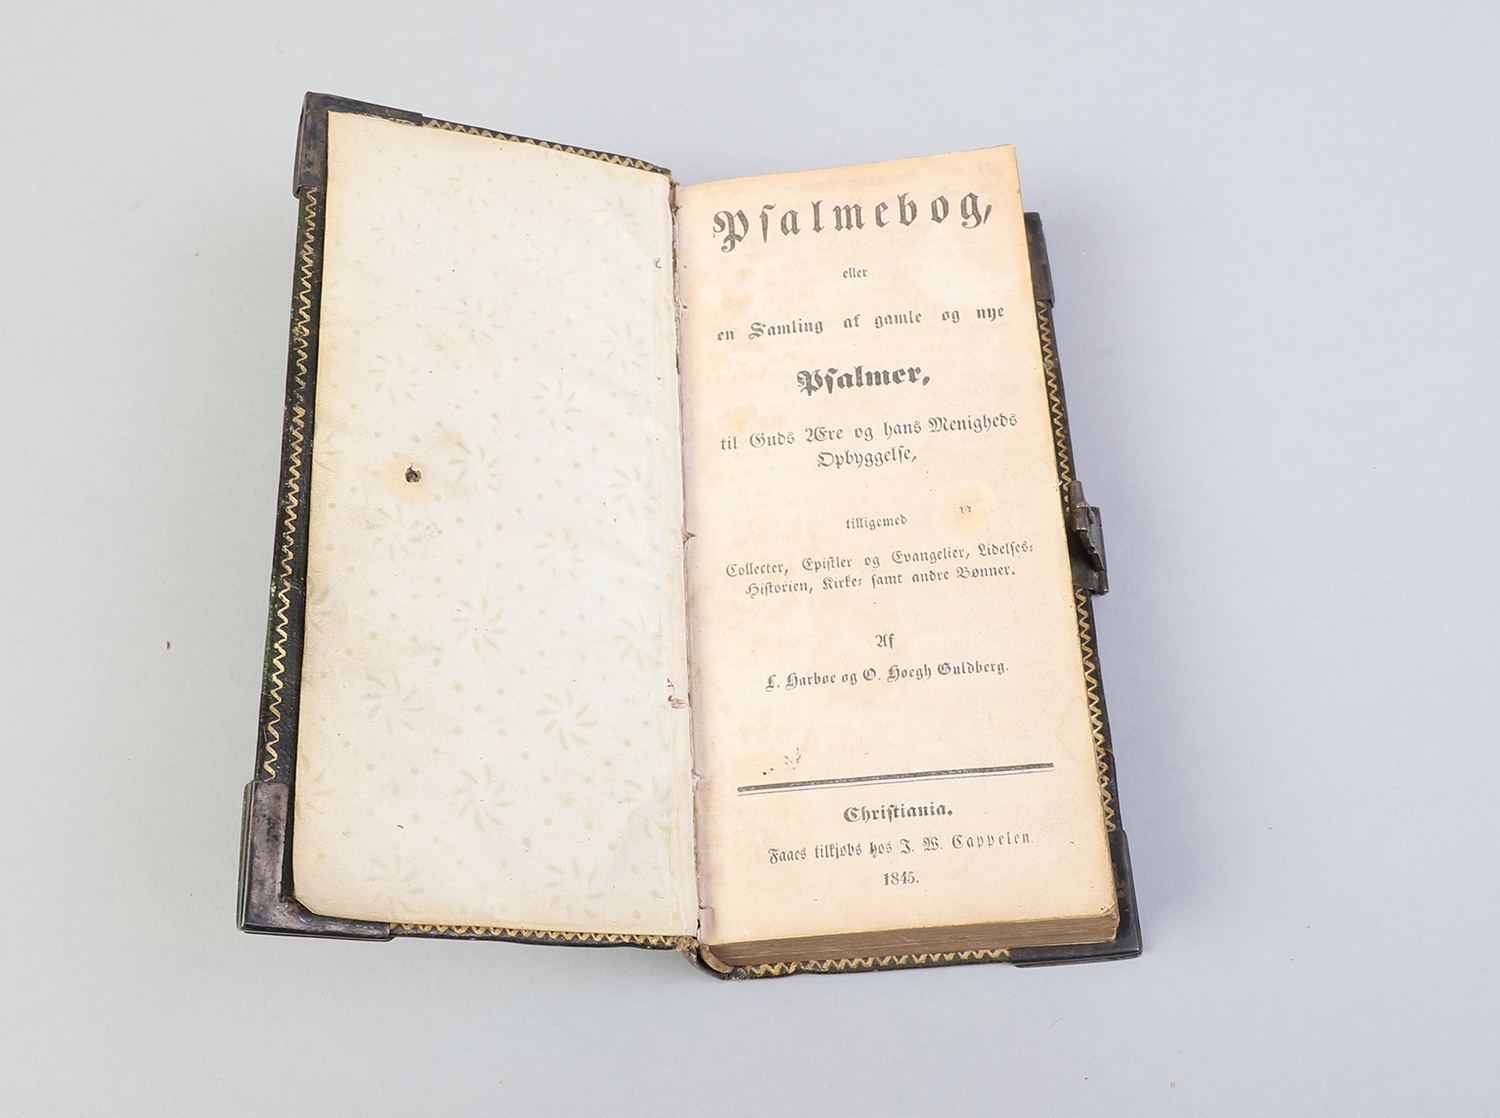 Psalmebog,
eller
en Samling af gamle og nye
Psalmer,
til Guds Ære og hans Menigheds
Opbyggelse,
tilligemed
Collecter, Epistler og Evangelier, Lidelses-
Historien, Kirke- samt andre Bønner.
Af
L. Harboe og O. Hoegh Guldberg.
Christiania.
Faaes tilkjøbs hos J. W. Cappelen.
1845.